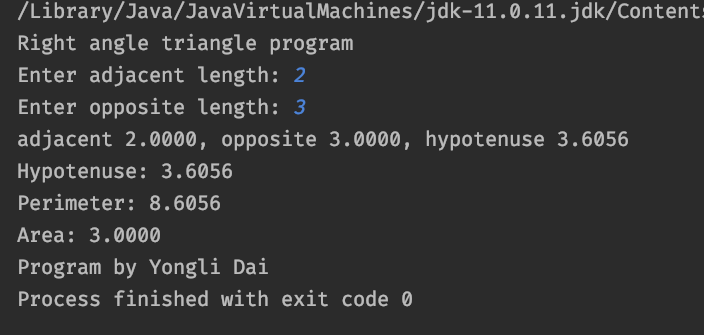 /Library/Java/JavaVirtualMachines/jdk-11.0.11.jdk/Contents
Right angle triangle program
Enter adjacent length: 2
Enter opposite length: 3
adjacent 2.0000, opposite 3.0000, hypotenuse 3.6056
Hypotenuse: 3.6056
Perimeter: 8.6056
Area: 3.0000
Program by Yongli Dai
Process finished with exit code 0